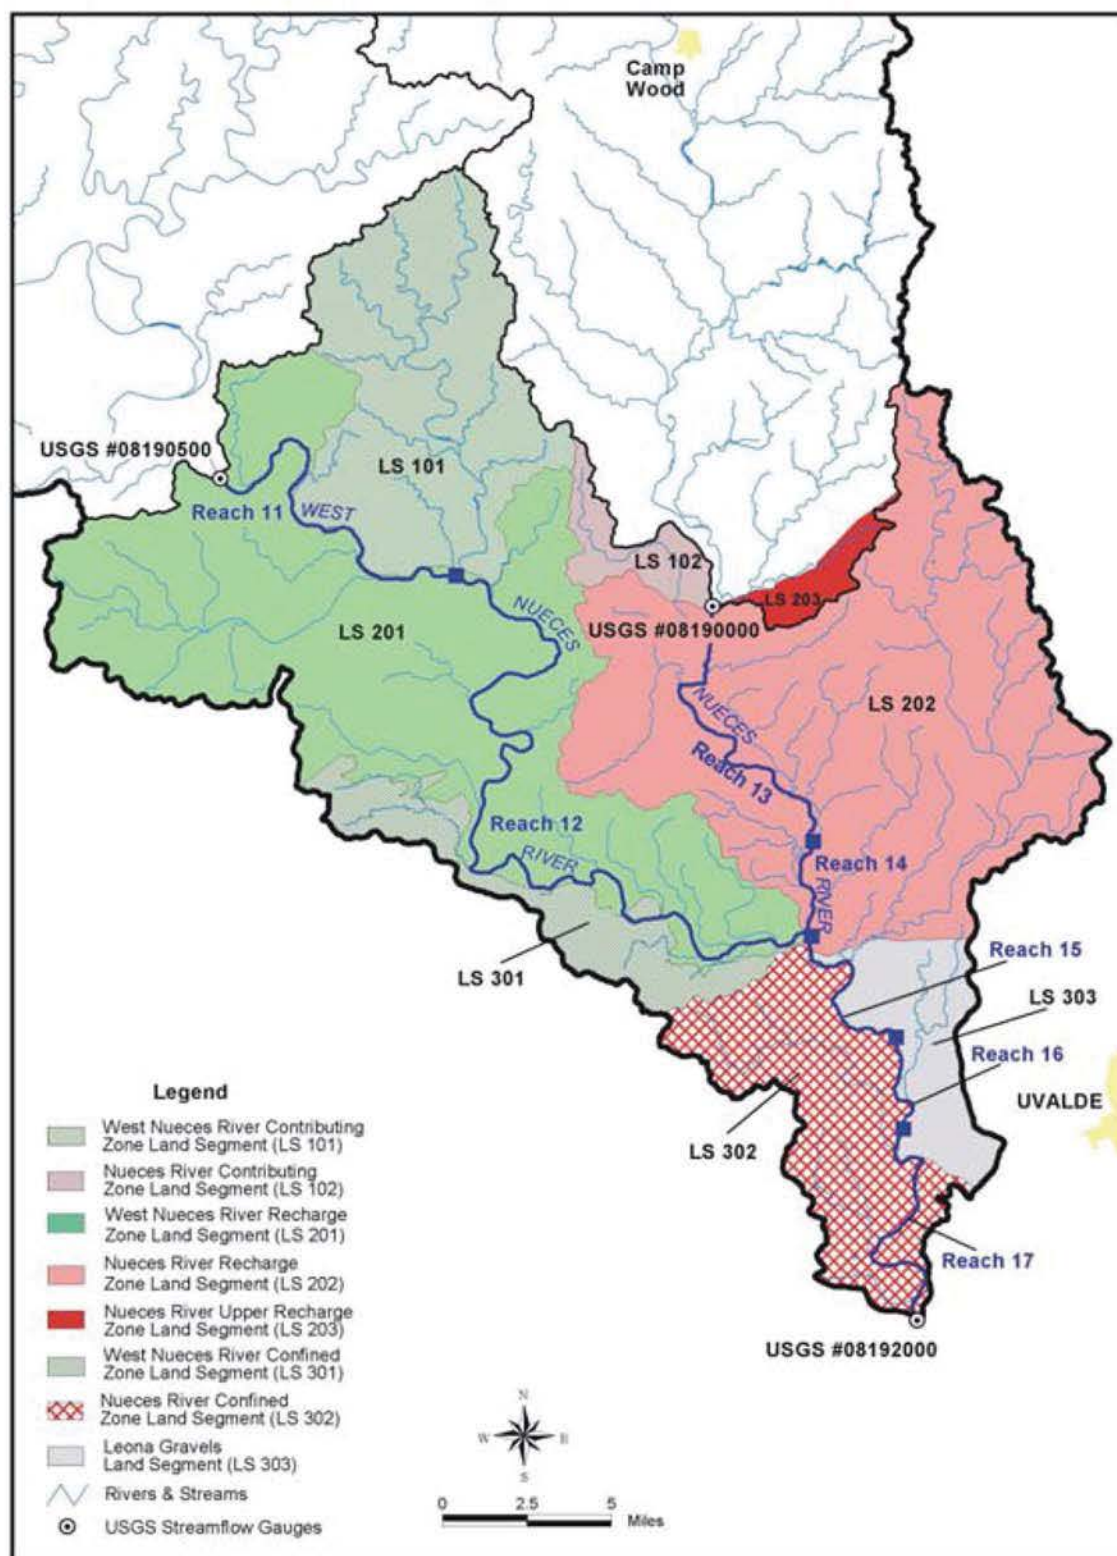 Camp
Wood
USGS #08190500
LS 101
Reach 11
WEST
LS 102
LS 203
NUECES
LS 201
USGS #08190000
NUECES
LS 202
Reach 13
Reach 12
RIVER
Reach 14
RIVER
LS 301
Reach 15
LS 303
Reach 16
UVALDE
LS 302
Reach 17
USGS #08192000
Legend
West Nueces River Contributing
Zone Land Segment (LS 101)
Nueces River Contributing
Zone Land Segment (LS 102)
West Nueces River Recharge
Zone Land Segment (LS 201)
Nueces River Recharge
Zone Land Segment (LS 202)
Nueces River Upper Recharge
Zone Land Segment (LS 203)
West Nueces River Confined
Zone Land Segment (LS 301)
Nueces River Confined
Zone Land Segment (LS 302)
Leona Gravels
Land Segment (LS 303)
Rivers & Streams
USGS Streamflow Gauges
N
W E
S
0 2.5 5
Miles